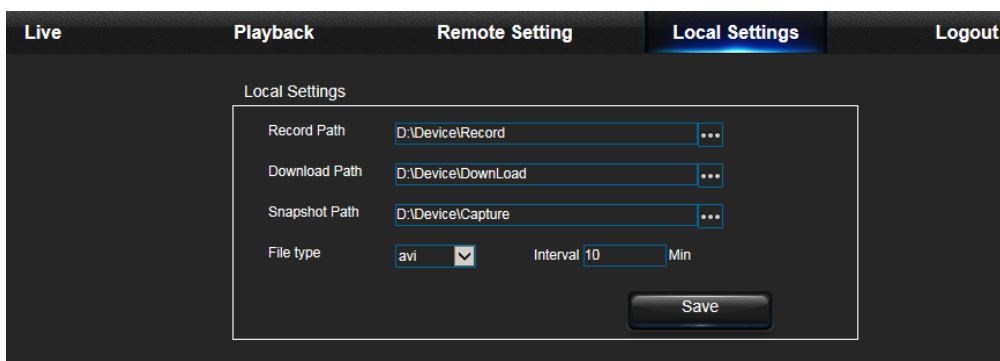 Live Playback Remote Setting Local Settings Logout
Local Settings
Record Path D:\Device\Record ...
Download Path D:\Device\DownLoad ...
Snapshot Path D:\Device\Capture ...
File type avi Interval 10 Min
Save